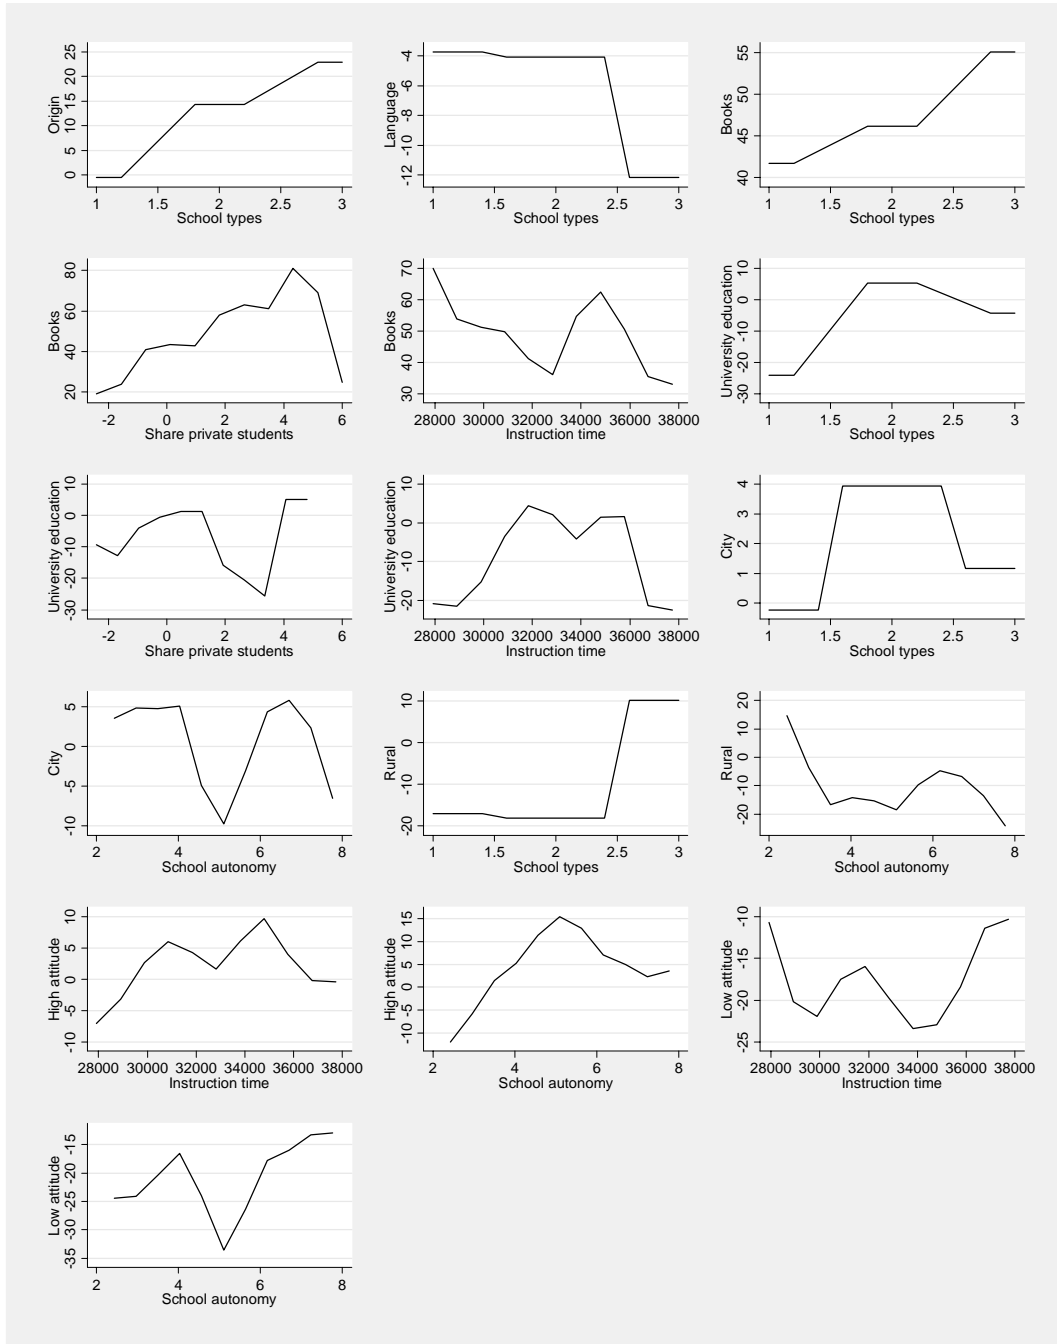 Origin
0 5 10 15 20 25
1 1.5 2 2.5 3
School types
Language
-12 -10 -8 -6 -4
1 1.5 2 2.5 3
School types
Books
40 45 50 55
1 1.5 2 2.5 3
School types
Books
20 40 60 80
-2 0 2 4 6
Share private students
Books
30 40 50 60 70
28000 30000 32000 34000 36000 38000
Instruction time
University education
-30 -20 -10 0 10
1 1.5 2 2.5 3
School types
University education
-30 -20 -10 0 10
-2 0 2 4 6
Share private students
University education
-20 -10 0 10
28000 30000 32000 34000 36000 38000
Instruction time
City
0 1 2 3 4
1 1.5 2 2.5 3
School types
City
-10 -5 0 5
2 4 6 8
School autonomy
Rural
-20 -10 0 10
1 1.5 2 2.5 3
School types
Rural
-20 -10 0 10 20
2 4 6 8
School autonomy
High attitude
-10 -5 0 5 10
28000 30000 32000 34000 36000 38000
Instruction time
High attitude
-10 -5 0 5 10 15
2 4 6 8
School autonomy
Low attitude
-25 -20 -15 -10
28000 30000 32000 34000 36000 38000
Instruction time
Low attitude
-35 -30 -25 -20 -15
2 4 6 8
School autonomy